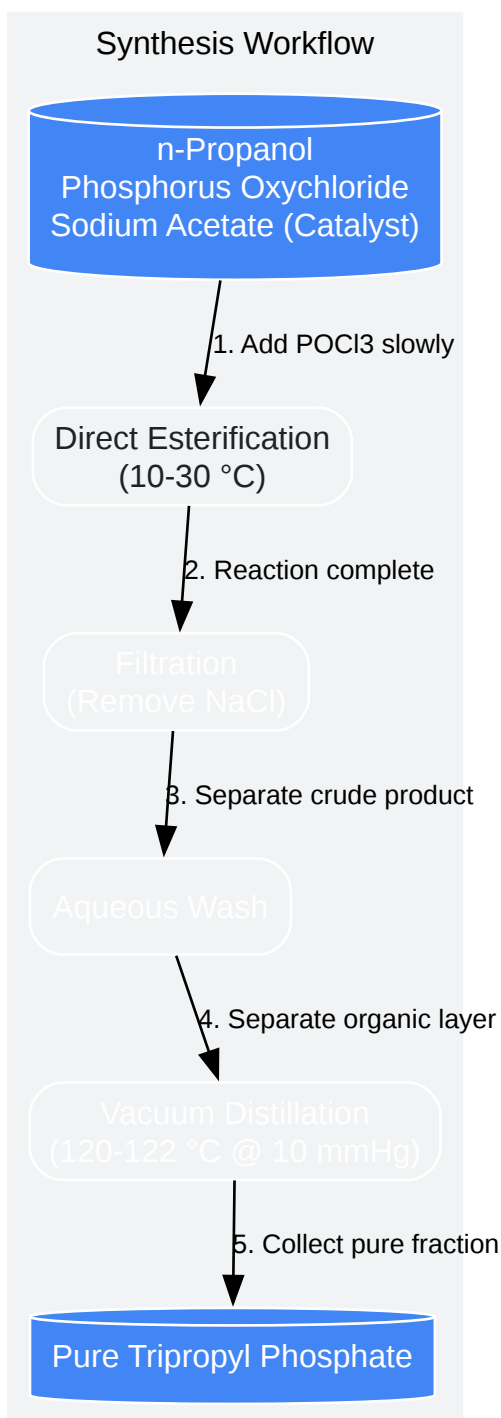 Synthesis Workflow
n-Propanol
Phosphorus Oxychloride
Sodium Acetate (Catalyst)
1. Add POCl3 slowly
Direct Esterification
(10-30 °C)
2. Reaction complete
Filtration
(Remove NaCl)
3. Separate crude product
Aqueous Wash
4. Separate organic layer
Vacuum Distillation
(120-122 °C @ 10 mmHg)
5. Collect pure fraction
Pure Tripropyl Phosphate